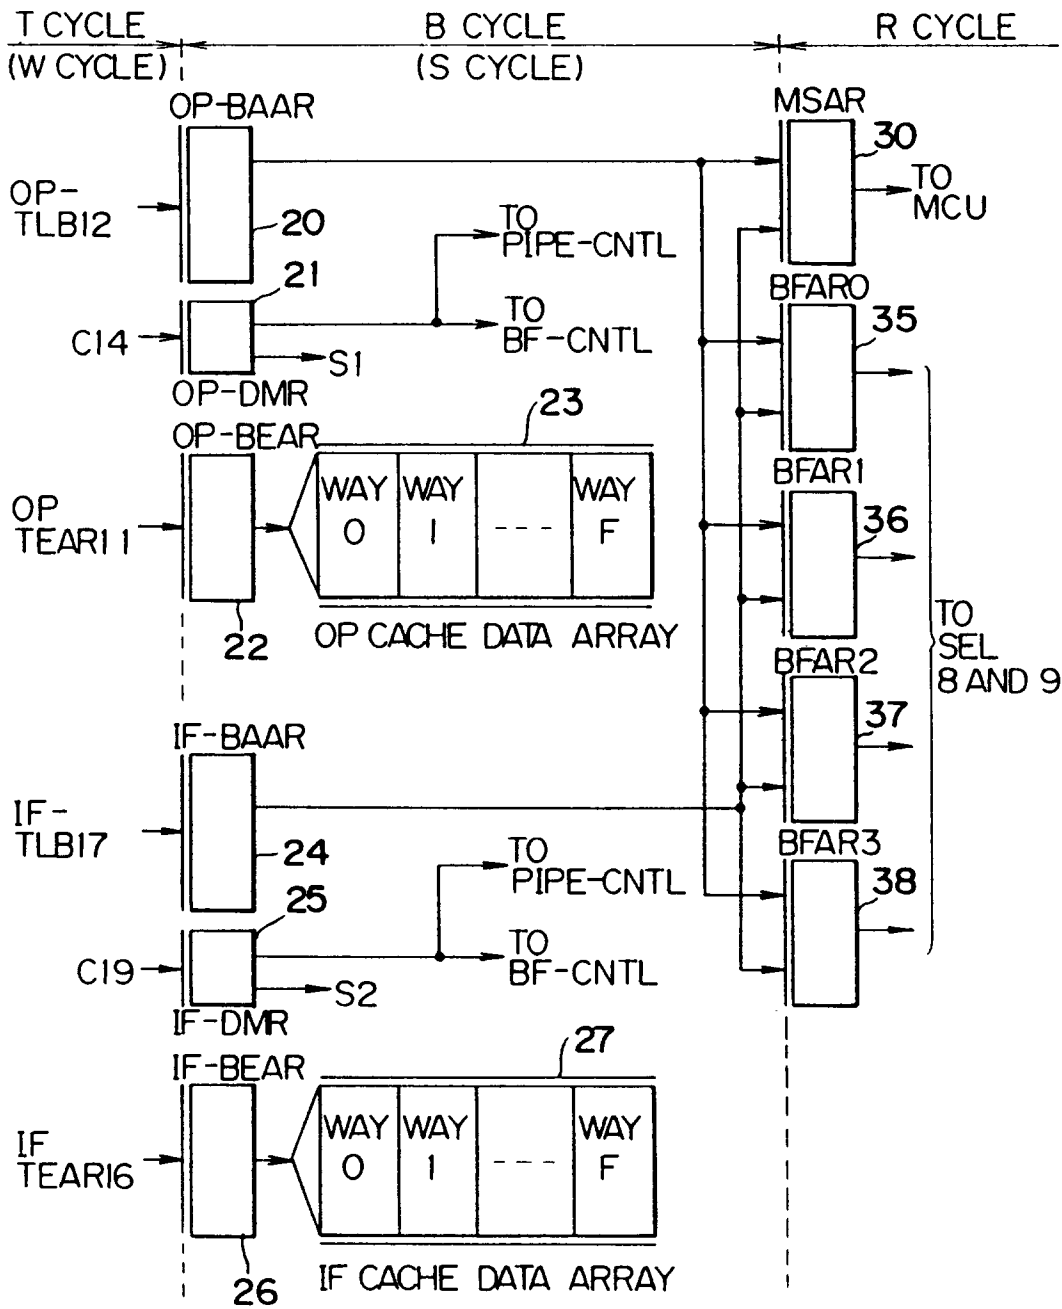 T CYCLE
(W CYCLE)
B CYCLE
(S CYCLE)
R CYCLE
OP-BAAR
OP-
TLB12
20
21
C14
S1
OP-DMR
TO
PIPE-CNTL
TO
BF-CNTL
OP-BEAR
OP
TEAR11
22
23
WAY
0
WAY
1
WAY
F
OP CACHE DATA ARRAY
IF-BAAR
IF-
TLB17
24
25
C19
S2
IF-DMR
TO
PIPE-CNTL
TO
BF-CNTL
IF-BEAR
IF
TEAR16
26
27
WAY
0
WAY
1
WAY
F
IF CACHE DATA ARRAY
MSAR
30
TO
MCU
BFAR0
35
BFAR1
36
BFAR2
37
BFAR3
38
TO
SEL
8 AND 9